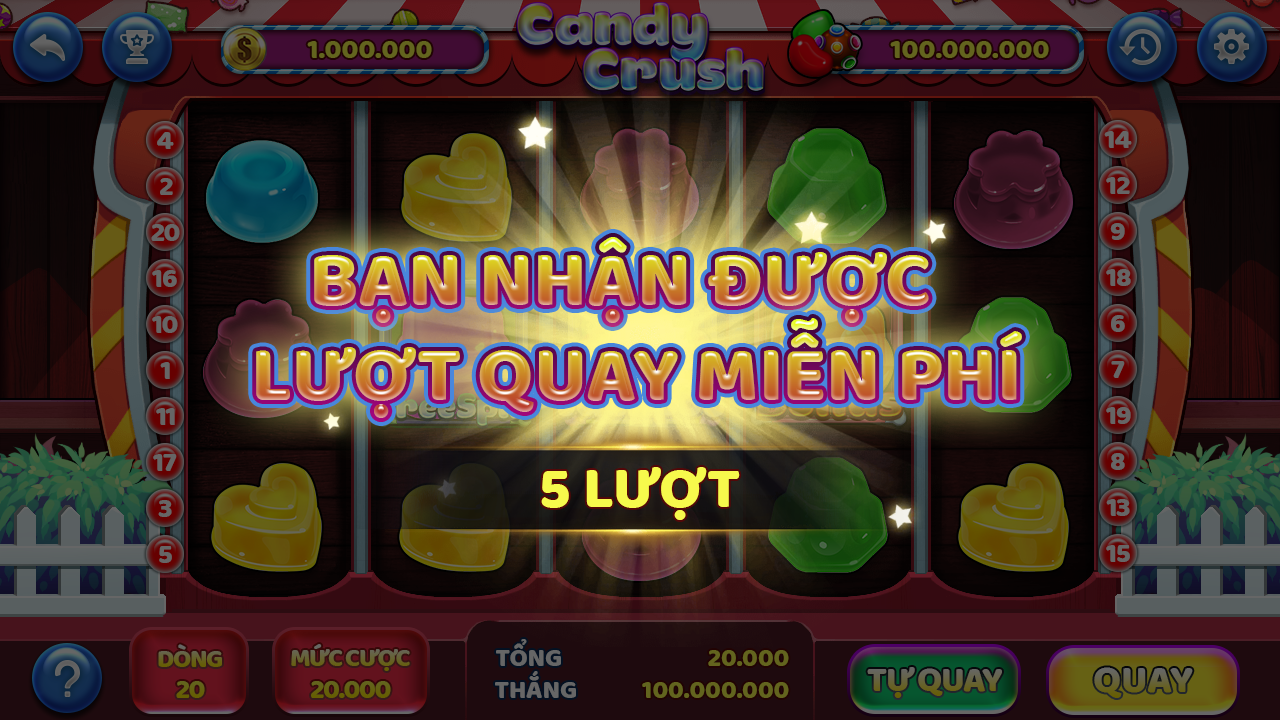 Candy
Crush
1.000.000
100.000.000
BẠN NHẬN ĐƯỢC
LƯỢT QUAY MIỄN PHÍ
5 LƯỢT
4
2
20
16
10
1
11
17
3
5
14
12
9
18
6
7
19
8
13
15
DÒNG
20
MỨC CƯỢC
20.000
TỔNG 20.000
THẮNG 100.000.000
TỰ QUAY
QUAY
?